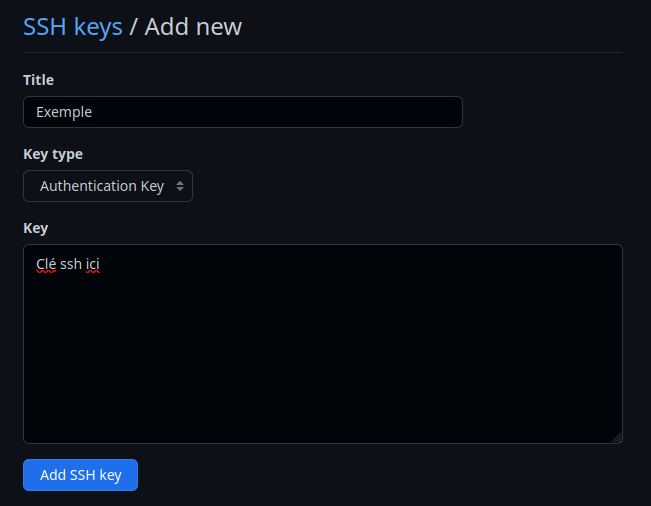 SSH keys / Add new
Title
Exemple
Key type
Authentication Key
Key
Clé ssh ici
Add SSH key